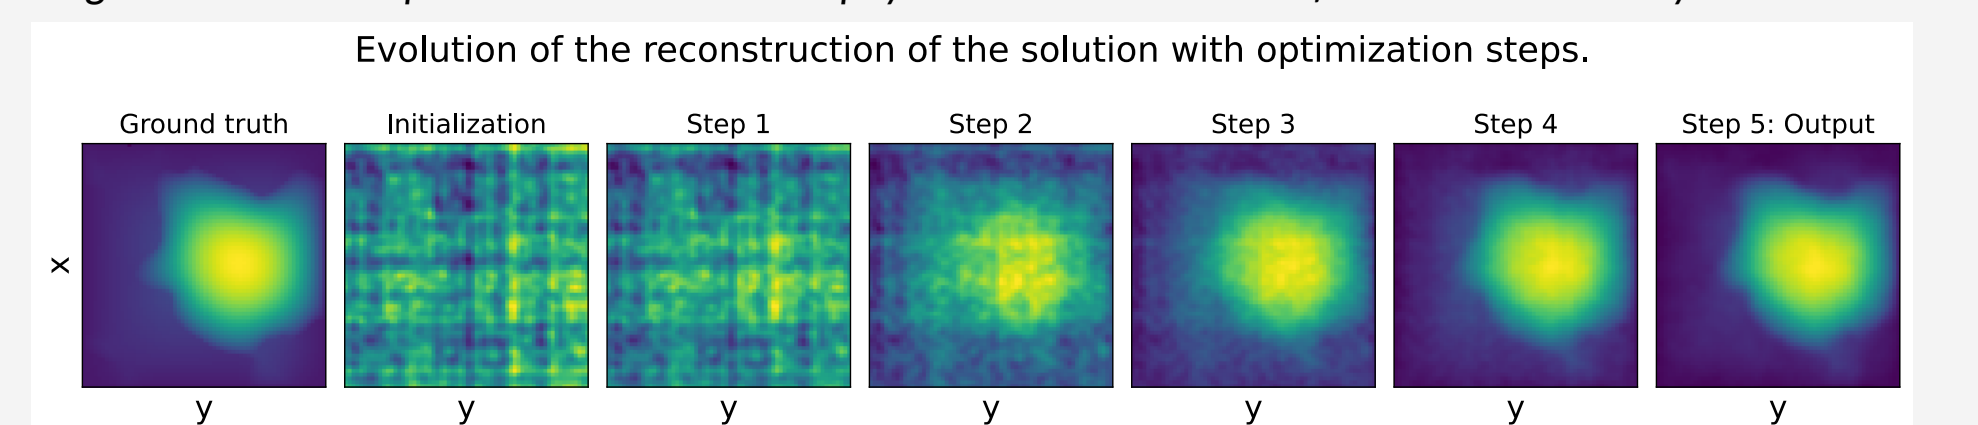 Evolution of the reconstruction of the solution with optimization steps.
Ground truth
Initialization
Step 1
Step 2
Step 3
Step 4
Step 5: Output
x
y
y
y
y
y
y
y